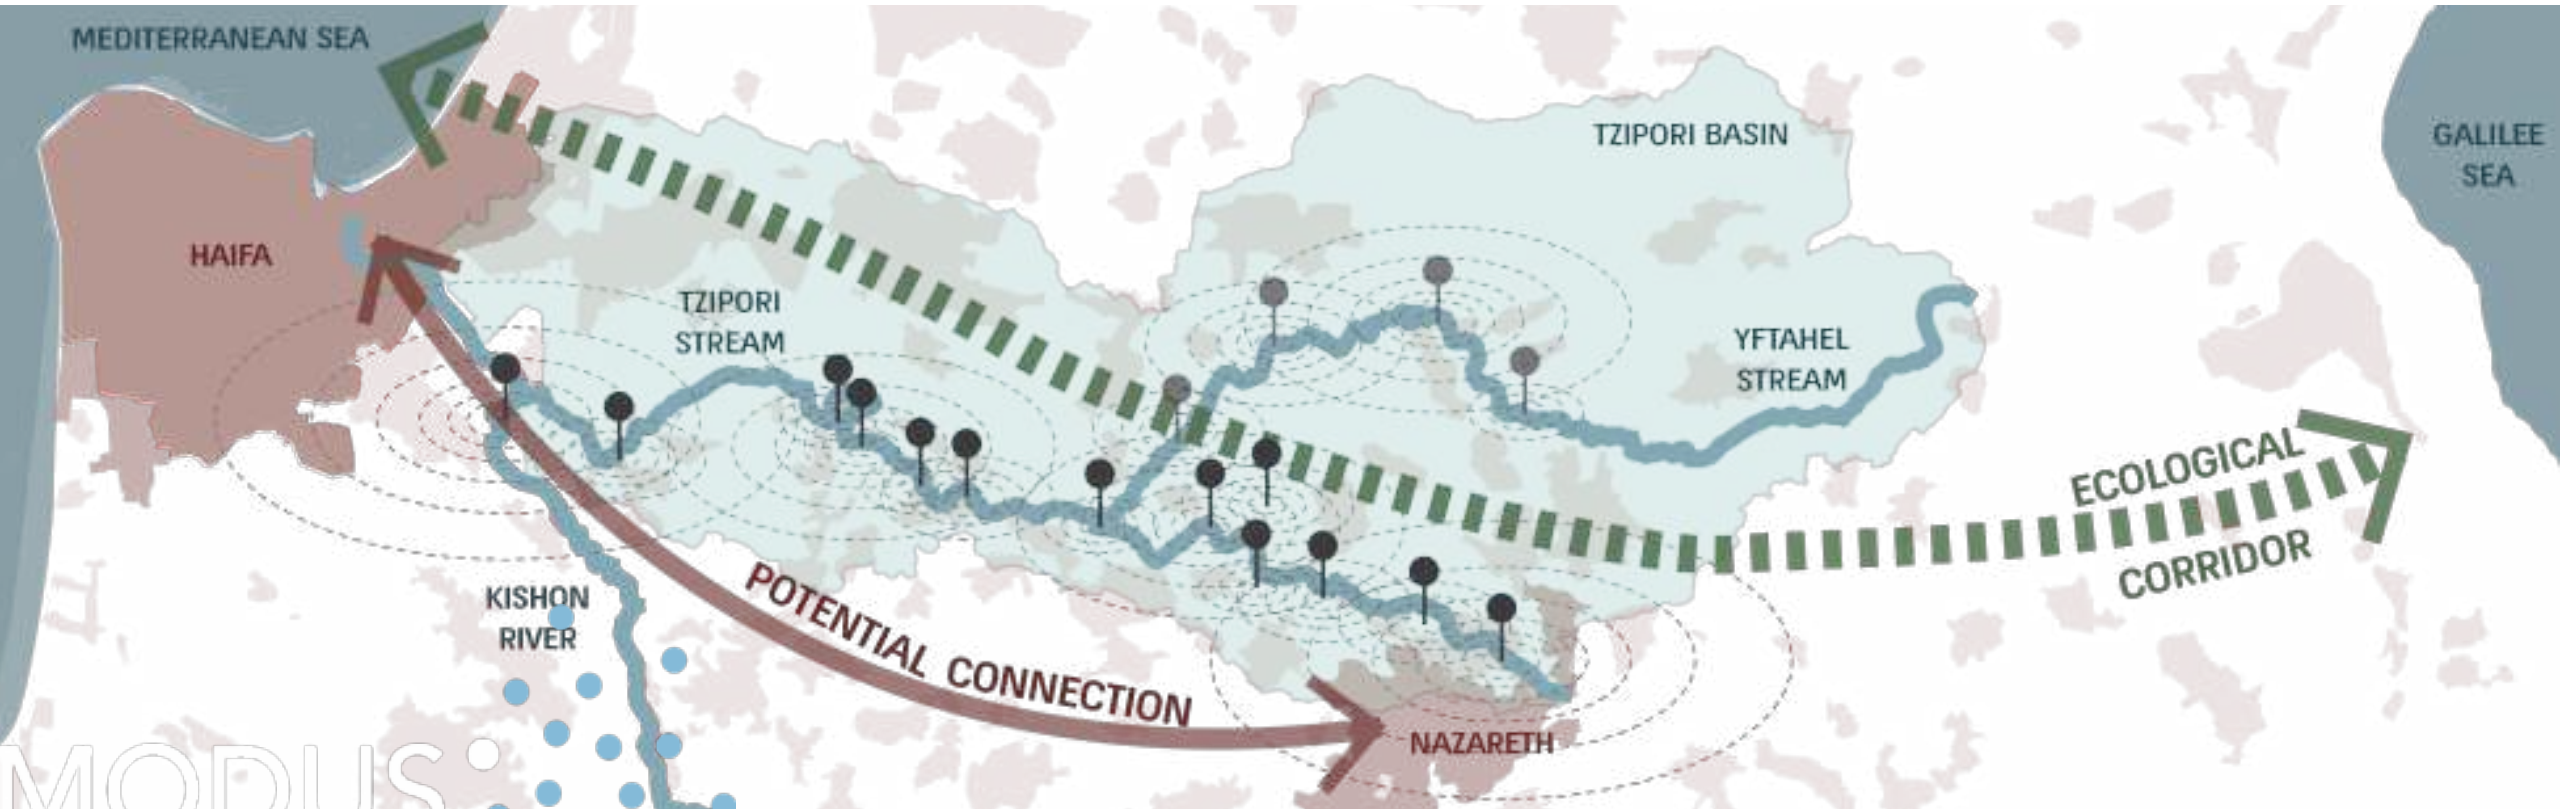 MEDITERRANEAN SEA
TZIPORI BASIN
GALILEE
SEA
HAIFA
TZIPORI
STREAM
YFTAHEL
STREAM
ECOLOGICAL
CORRIDOR
KISHON
RIVER
POTENTIAL CONNECTION
NAZARETH
MODUS